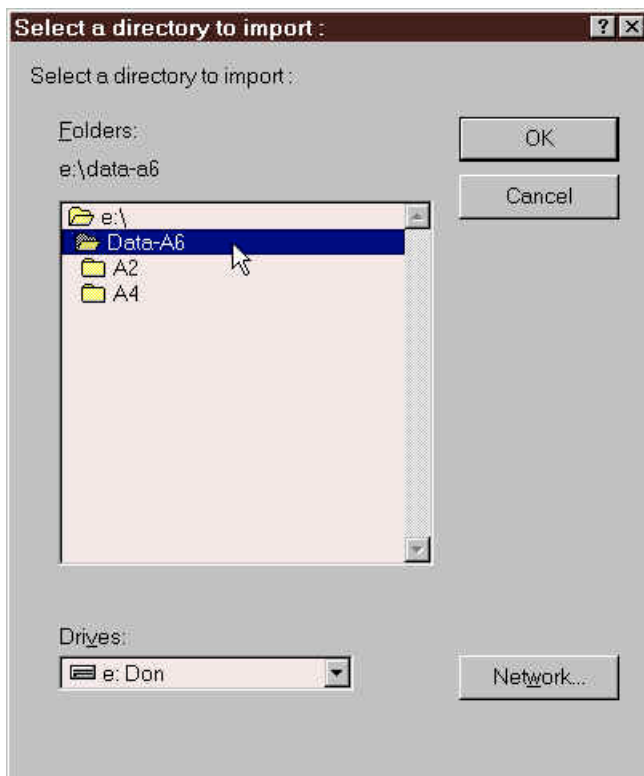 Select a directory to import :
Select a directory to import :
Folders:
e:\data-a6
OK
Cancel
e:\
Data-A6
A2
A4
Drives:
e: Don
Network...